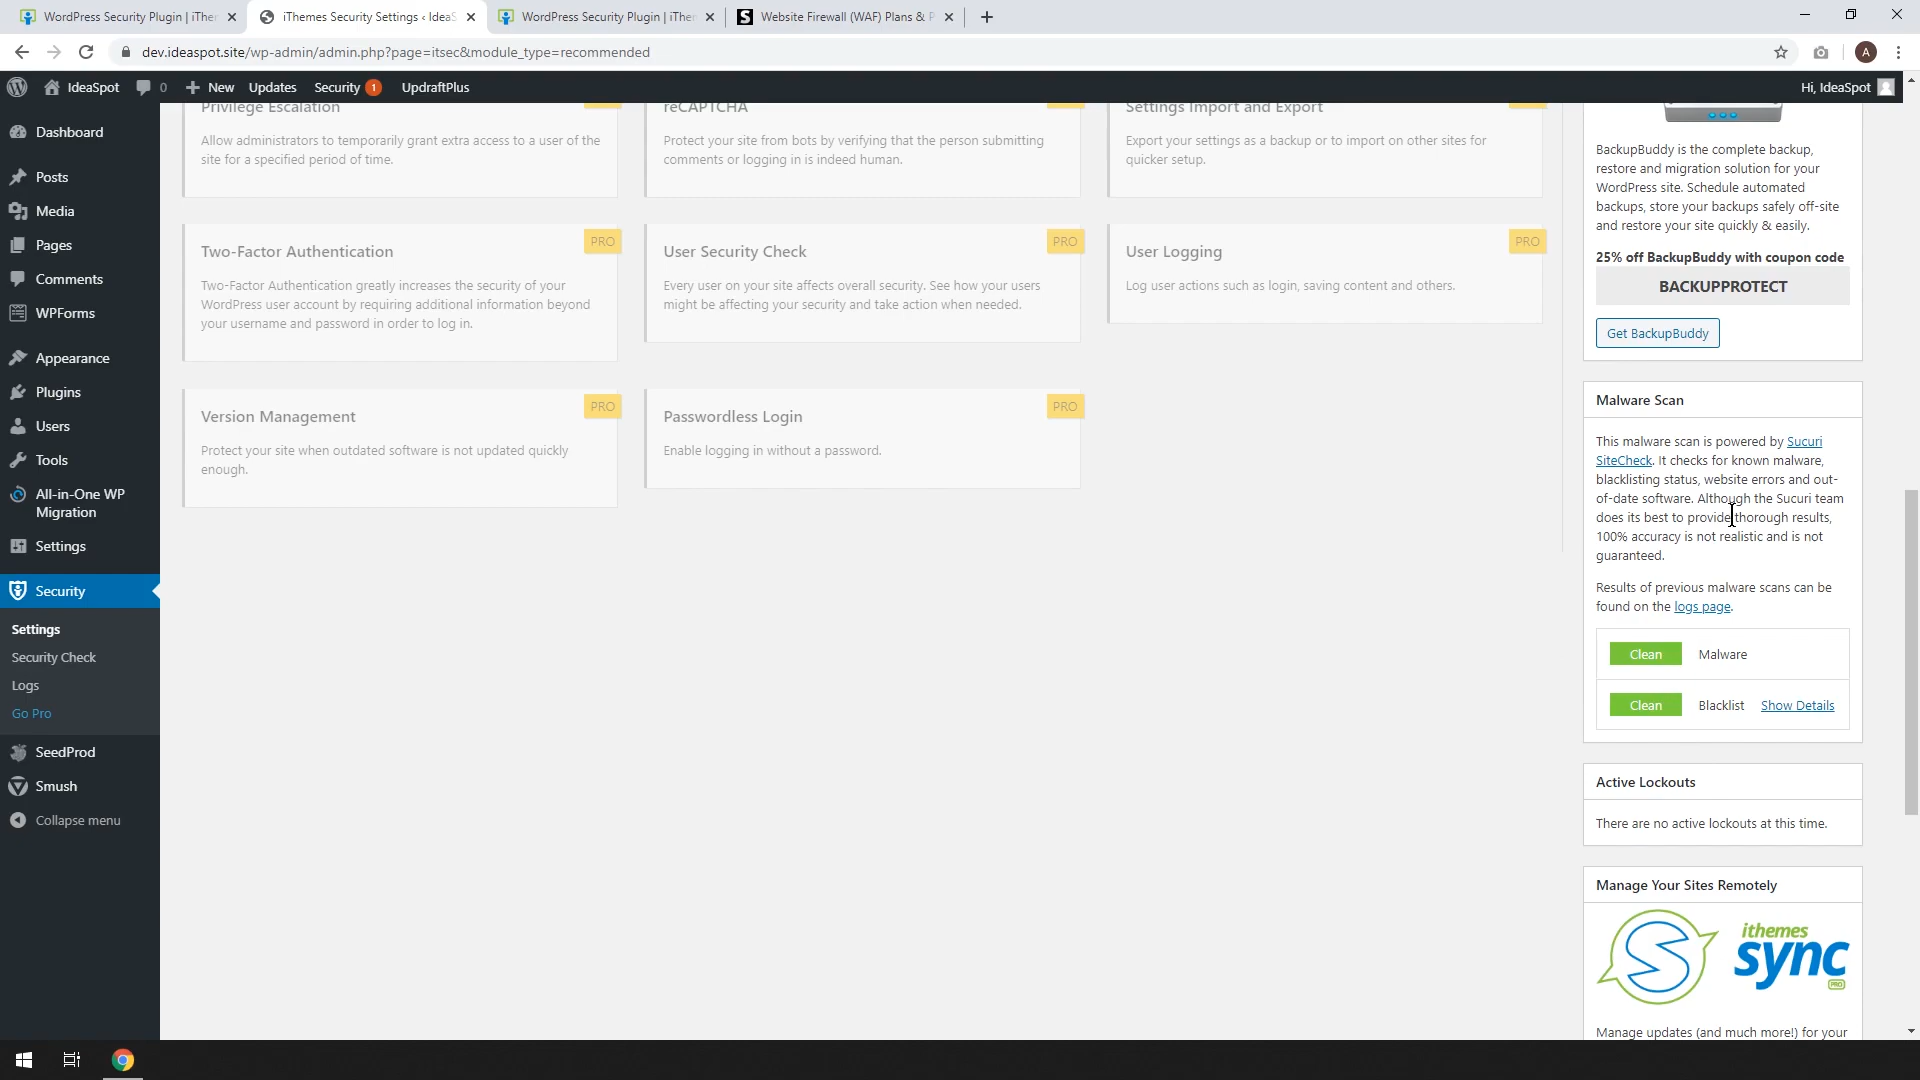 WordPress Security Plugin | iTher
iThemes Security Settings ‹ IdeaS
WordPress Security Plugin | iTher
Website Firewall (WAF) Plans & P
dev.ideaspot.site/wp-admin/admin.php?page=itsec&module_type=recommended
A
IdeaSpot
0
New
Updates
Security 1
UpdraftPlus
Hi, IdeaSpot
Dashboard
Posts
Media
Pages
Comments
WPForms
Appearance
Plugins
Users
Tools
All-in-One WP
Migration
Settings
Security
Settings
Security Check
Logs
Go Pro
SeedProd
Smush
Collapse menu
Privilege Escalation
Allow administrators to temporarily grant extra access to a user of the
site for a specified period of time.
reCAPTCHA
Protect your site from bots by verifying that the person submitting
comments or logging in is indeed human.
Settings Import and Export
Export your settings as a backup or to import on other sites for
quicker setup.
Two-Factor Authentication
PRO
Two-Factor Authentication greatly increases the security of your
WordPress user account by requiring additional information beyond
your username and password in order to log in.
User Security Check
PRO
Every user on your site affects overall security. See how your users
might be affecting your security and take action when needed.
User Logging
PRO
Log user actions such as login, saving content and others.
Version Management
PRO
Protect your site when outdated software is not updated quickly
enough.
Passwordless Login
PRO
Enable logging in without a password.
BackupBuddy is the complete backup,
restore and migration solution for your
WordPress site. Schedule automated
backups, store your backups safely off-site
and restore your site quickly & easily.
25% off BackupBuddy with coupon code
BACKUPPROTECT
Get BackupBuddy
Malware Scan
This malware scan is powered by Sucuri
SiteCheck. It checks for known malware,
blacklisting status, website errors and out-
of-date software. Although the Sucuri team
does its best to provide thorough results,
100% accuracy is not realistic and is not
guaranteed.
Results of previous malware scans can be
found on the logs page.
Clean Malware
Clean Blacklist Show Details
Active Lockouts
There are no active lockouts at this time.
Manage Your Sites Remotely
ithemes
sync
PRO
Manage updates (and much more!) for your